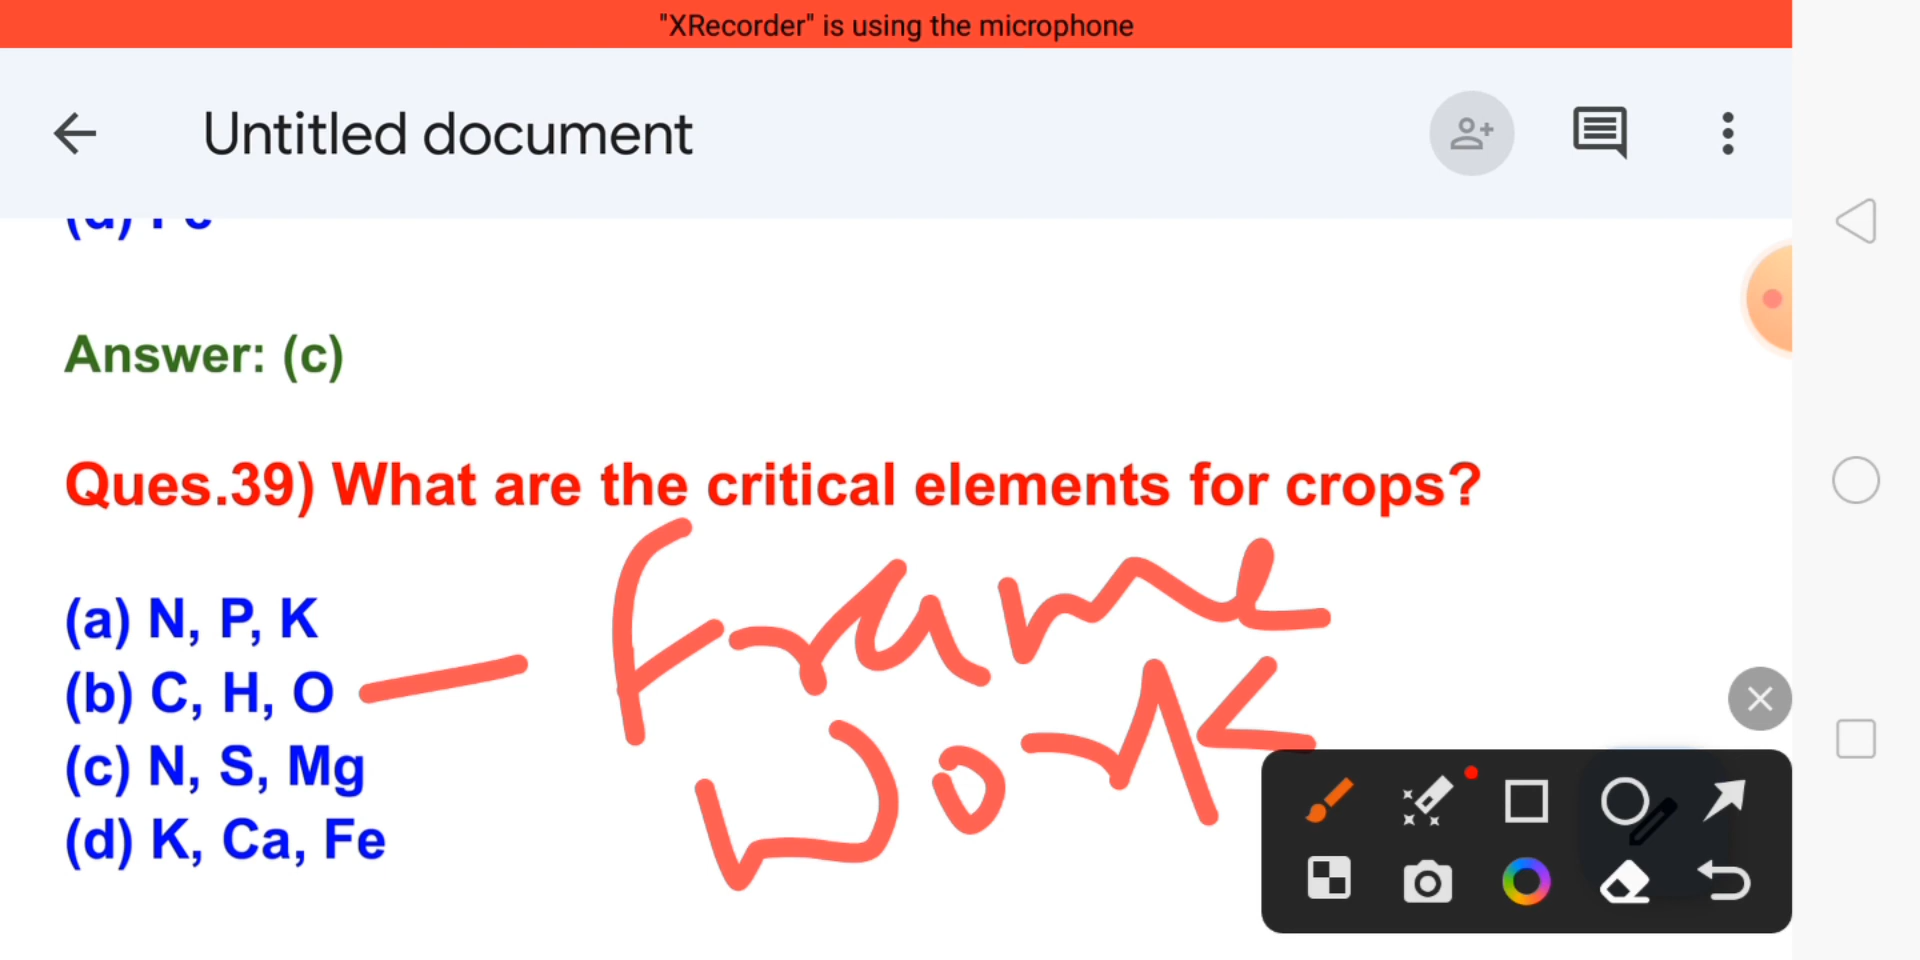 "XRecorder" is using the microphone
Untitled document
Answer: (c)
Ques.39) What are the critical elements for crops?
(a) N, P, K
(b) C, H, O
(c) N, S, Mg
(d) K, Ca, Fe
Frame
Work